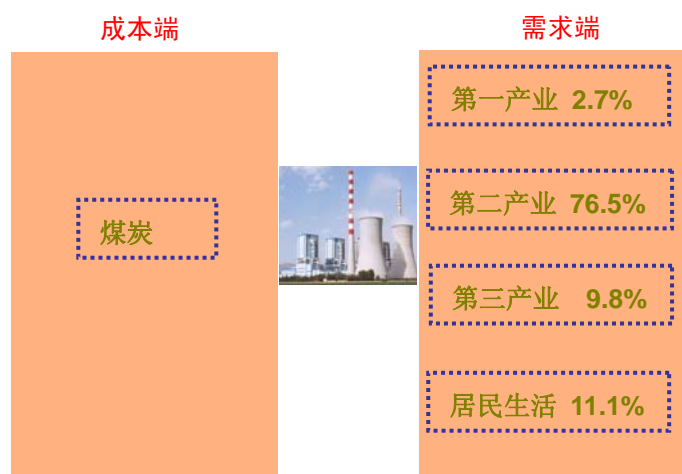 成本端
需求端
煤炭
第一产业 2.7%
第二产业 76.5%
第三产业 9.8%
居民生活 11.1%